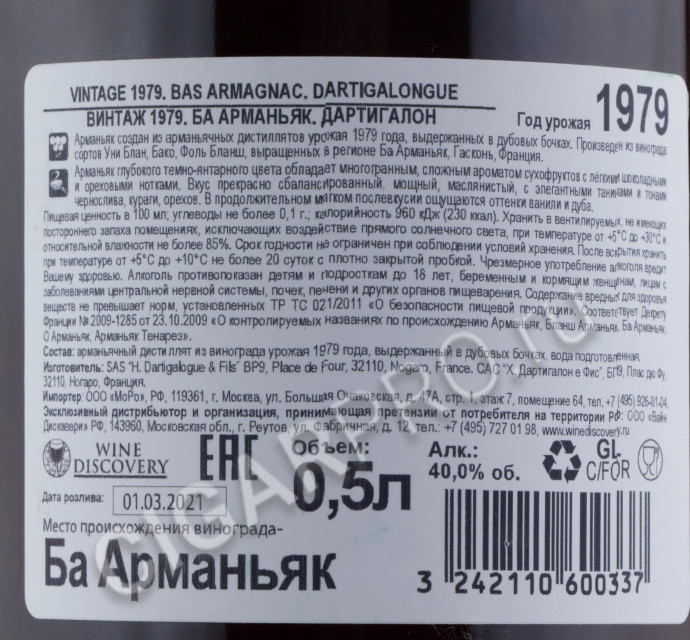 VINTAGE 1979. BAS ARMAGNAC. DARTIGALONGUE
ВИНТАЖ 1979. БА АРМАНЬЯК. ДАРТИГАЛОН
Год урожая 1979
Арманьяк создан из арманьячных дистиллятов урожая 1979 года, выдержанных в дубовых бочках. Произведен из винограда
сортов Уни Блан, Бако, Фоль Бланш, выращенных в регионе Ба Арманьяк, Гасконь, Франция.
Арманьяк глубокого темно-янтарного цвета обладает многогранным, сложным ароматом сухофруктов с лёгкими шоколадными
и ореховыми нотками. Вкус прекрасно сбалансированный, мощный, маслянистый, с элегантными танинами и тонами
чернослива, кураги, орехов. В продолжительном мягком послевкусии ощущаются оттенки ванили и дуба.
Пищевая ценность в 100 мл: углеводы не более 0,1 г.; калорийность 960 кДж (230 ккал). Хранить в вентилируемых, не имеющих
постороннего запаха помещениях, исключающих воздействие прямого солнечного света, при температуре от +5°С до +30°С и
относительной влажности не более 85%. Срок годности не ограничен при соблюдении условий хранения. После вскрытия хранить
при температуре от +5°С до +10°С не более 20 суток с плотно закрытой пробкой. Чрезмерное употребление алкоголя вредит
Вашему здоровью. Алкоголь противопоказан детям и подросткам до 18 лет, беременным и кормящим женщинам, лицам с
заболеваниями центральной нервной системы, почек, печени и других органов пищеварения. Содержание вредных для здоровья
веществ не превышает норм, установленных ТР ТС 021/2011 «О безопасности пищевой продукции». Соответствует Декрету
Франции № 2009-1285 от 23.10.2009 «О контролируемых названиях по происхождению Арманьяк, Бланш Арманьяк, Ба Арманьяк,
О Арманьяк, Арманьяк Тенарез».
Состав: арманьячный дистиллят из винограда урожая 1979 года, выдержанный в дубовых бочках, вода подготовленная.
Изготовитель: SAS "H. Dartigalogue & Fils" BP9, Place de Four, 32110, Nogaro, France. САС "Х. Дартигалон е Фис", БП9, Плас дю Фу,
32110, Ногаро, Франция.
Импортер: ООО «МоРо», РФ, 119361, г. Москва, ул. Большая Очаковская, д. 47А, стр. 1, этаж 7, помещение 64, тел. +7 (495) 926-01-04
Эксклюзивный дистрибьютор и организация, принимающая претензии от потребителя на территории РФ: ООО «Вайн
Дискавери» РФ, 143960, Московская обл., г. Реутов, ул. Фабричная, д. 12, тел.: +7 (495) 727 01 98, www.winediscovery.ru
WINE
DISCOVERY
ЕАС
Объем:
0,5л
Алк.:
40,0% об.
GL
C/FOR
Дата розлива: 01.03.2021
Место происхождения винограда-
Ба Арманьяк
3 242110 600337
CIGARPRO.ru